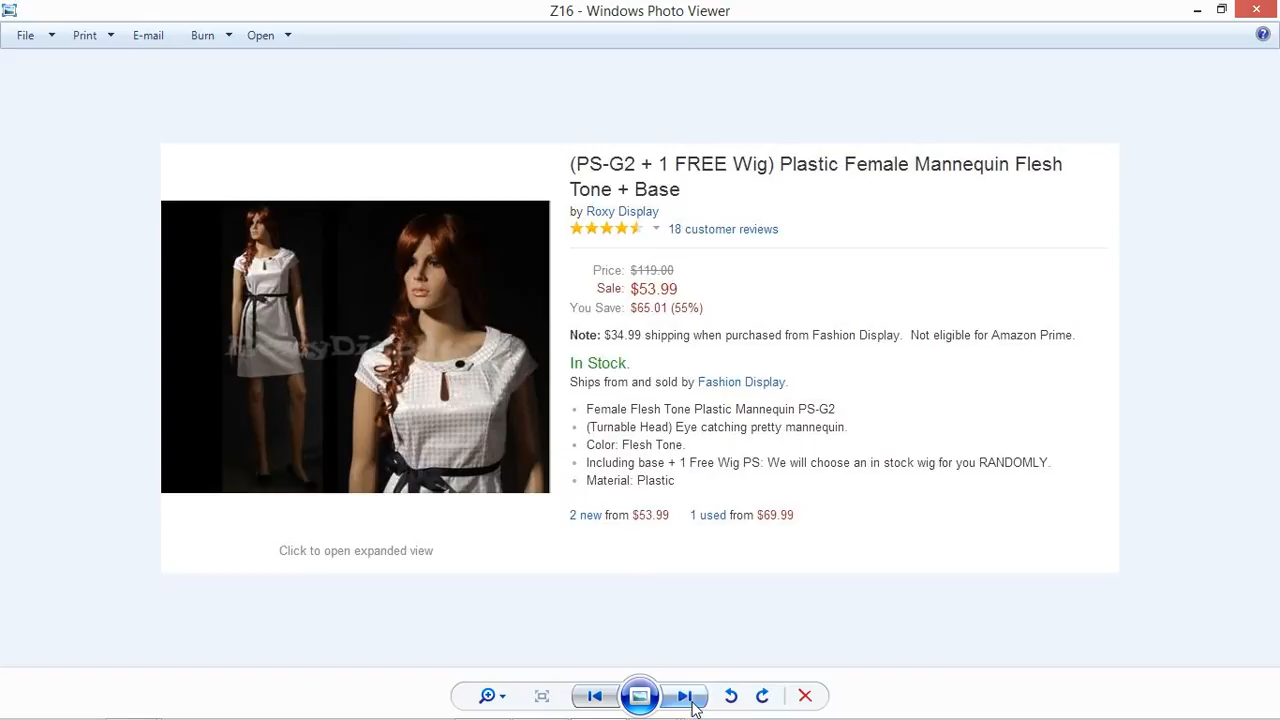 Z16 - Windows Photo Viewer
File Print E-mail Burn Open
(PS-G2 + 1 FREE Wig) Plastic Female Mannequin Flesh
Tone + Base
by Roxy Display
18 customer reviews
Price: $119.00
Sale: $53.99
You Save: $65.01 (55%)
Note: $34.99 shipping when purchased from Fashion Display. Not eligible for Amazon Prime.
In Stock.
Ships from and sold by Fashion Display.
Female Flesh Tone Plastic Mannequin PS-G2
(Turnable Head) Eye catching pretty mannequin.
Color: Flesh Tone.
Including base + 1 Free Wig PS: We will choose an in stock wig for you RANDOMLY.
Material: Plastic
2 new from $53.99 1 used from $69.99
Click to open expanded view